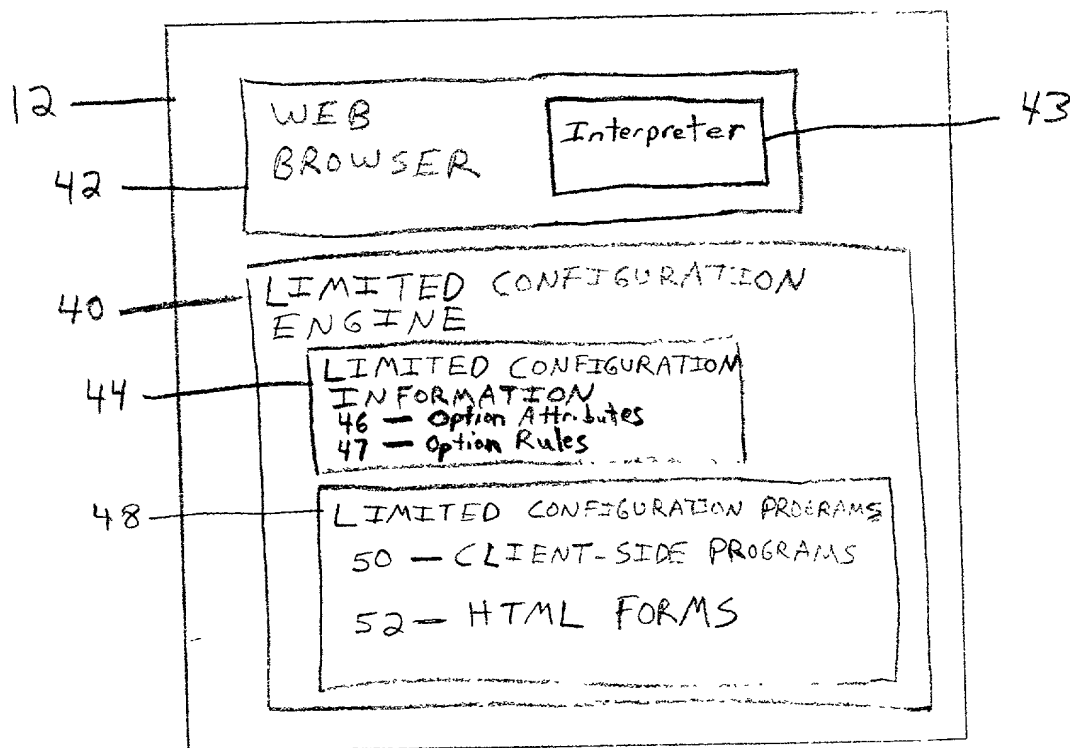 12
WEB
BROWSER
Interpreter
43
42
LIMITED CONFIGURATION
ENGINE
40
LIMITED CONFIGURATION
INFORMATION
44
46 — Option Attributes
47 — Option Rules
48
LIMITED CONFIGURATION PROGRAMS
50 — CLIENT-SIDE PROGRAMS
52 — HTML FORMS